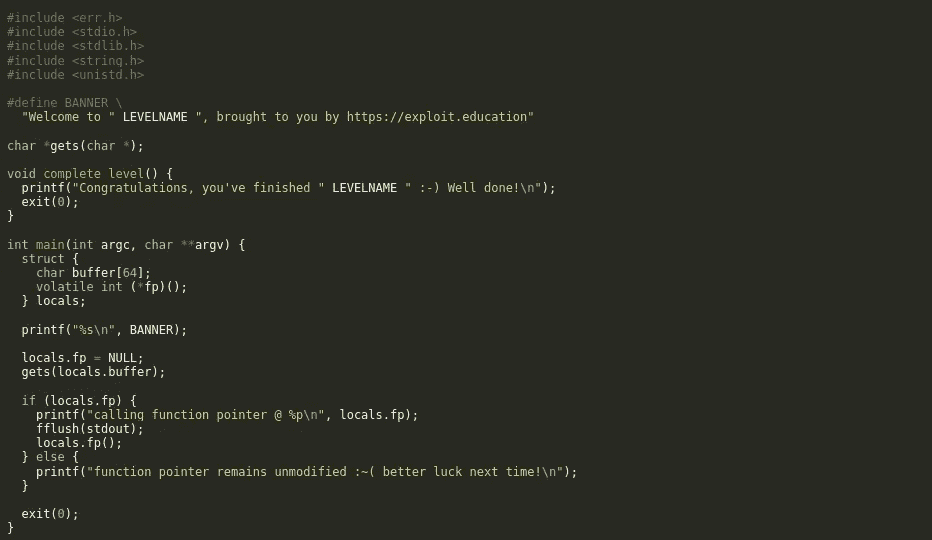 #include <err.h>
#include <stdio.h>
#include <stdlib.h>
#include <string.h>
#include <unistd.h>

#define BANNER \
  "Welcome to " LEVELNAME ", brought to you by https://exploit.education"

char *gets(char *);

void complete_level() {
  printf("Congratulations, you've finished " LEVELNAME " :-) Well done!\n");
  exit(0);
}

int main(int argc, char **argv) {
  struct {
    char buffer[64];
    volatile int (*fp)();
  } locals;

  printf("%s\n", BANNER);

  locals.fp = NULL;
  gets(locals.buffer);

  if (locals.fp) {
    printf("calling function pointer @ %p\n", locals.fp);
    fflush(stdout);
    locals.fp();
  } else {
    printf("function pointer remains unmodified :~( better luck next time!\n");
  }

  exit(0);
}